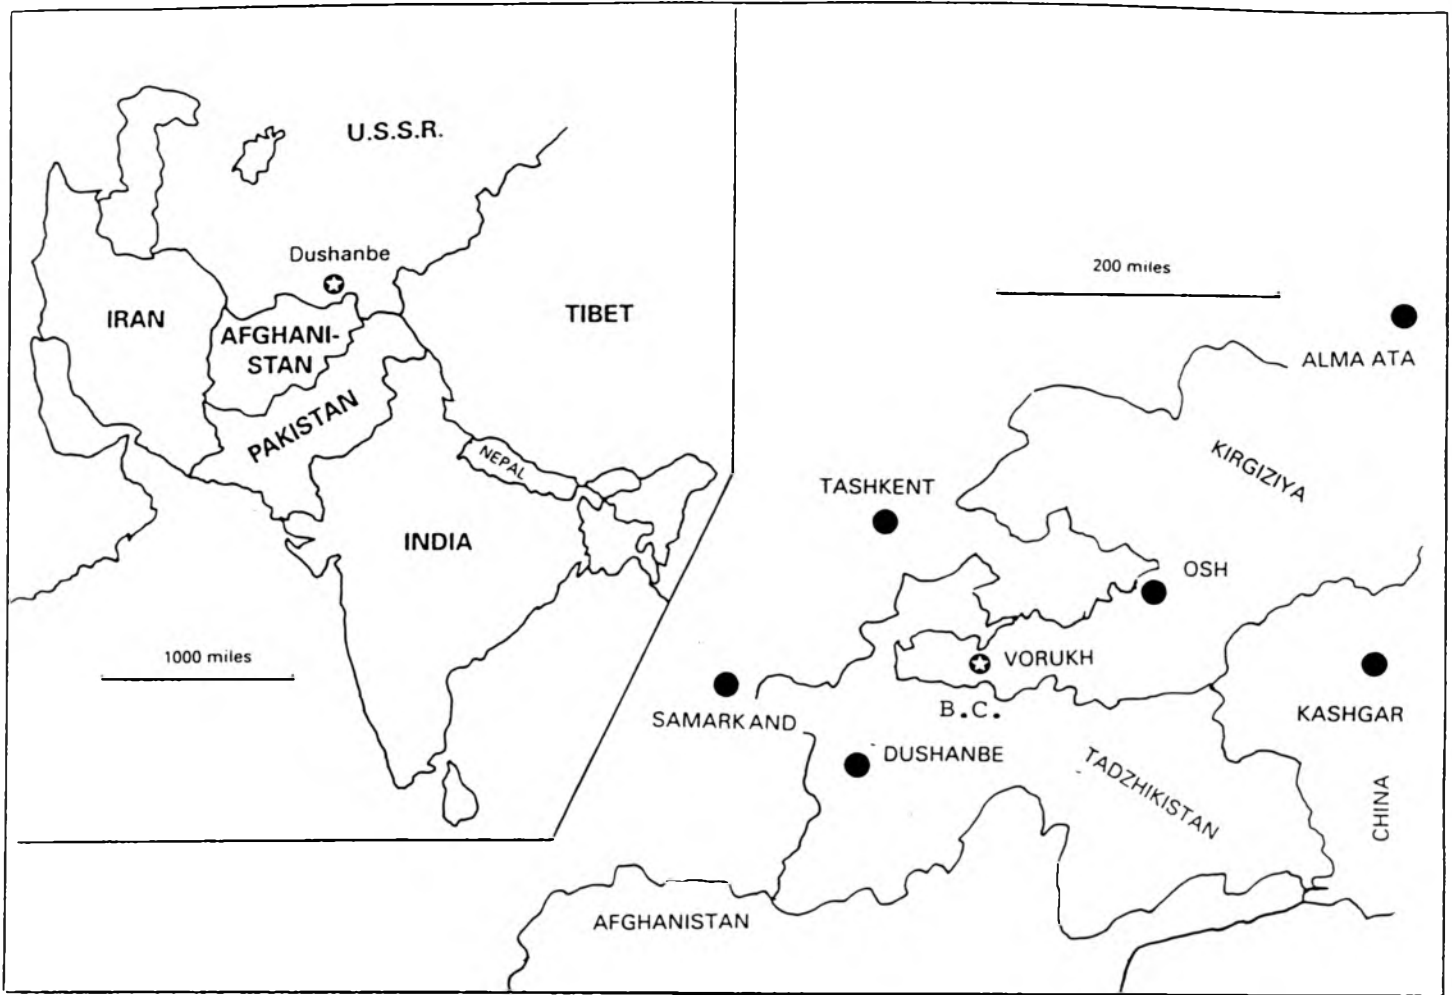 U.S.S.R.
Dushanbe
IRAN
AFGHANI-
STAN
TIBET
PAKISTAN
NEPAL
INDIA
1000 miles
200 miles
ALMA ATA
KIRGIZIYA
TASHKENT
OSH
VORUKH
SAMARKAND
B.C.
KASHGAR
DUSHANBE
TADZHIKISTAN
CHINA
AFGHANISTAN